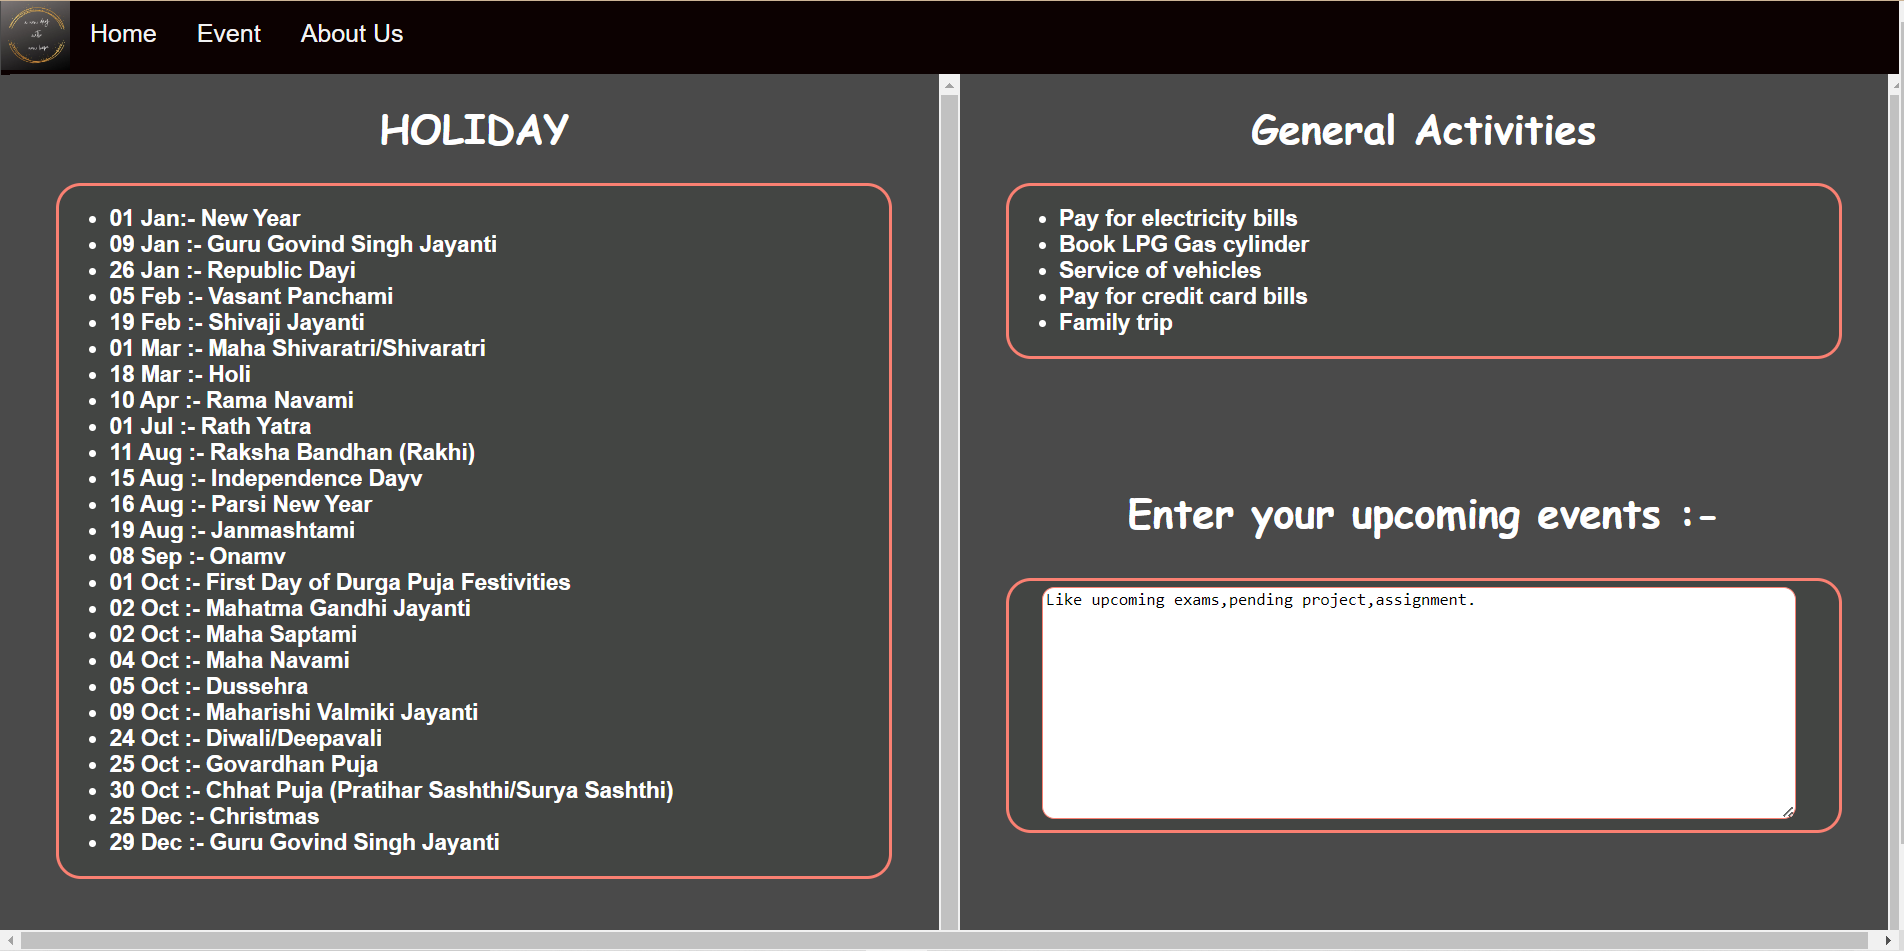 a new day
with
new hope
Home Event About Us
HOLIDAY
01 Jan:- New Year
09 Jan :- Guru Govind Singh Jayanti
26 Jan :- Republic Dayi
05 Feb :- Vasant Panchami
19 Feb :- Shivaji Jayanti
01 Mar :- Maha Shivaratri/Shivaratri
18 Mar :- Holi
10 Apr :- Rama Navami
01 Jul :- Rath Yatra
11 Aug :- Raksha Bandhan (Rakhi)
15 Aug :- Independence Dayv
16 Aug :- Parsi New Year
19 Aug :- Janmashtami
08 Sep :- Onamv
01 Oct :- First Day of Durga Puja Festivities
02 Oct :- Mahatma Gandhi Jayanti
02 Oct :- Maha Saptami
04 Oct :- Maha Navami
05 Oct :- Dussehra
09 Oct :- Maharishi Valmiki Jayanti
24 Oct :- Diwali/Deepavali
25 Oct :- Govardhan Puja
30 Oct :- Chhat Puja (Pratihar Sashthi/Surya Sashthi)
25 Dec :- Christmas
29 Dec :- Guru Govind Singh Jayanti
General Activities
Pay for electricity bills
Book LPG Gas cylinder
Service of vehicles
Pay for credit card bills
Family trip
Enter your upcoming events :-
Like upcoming exams,pending project,assignment.